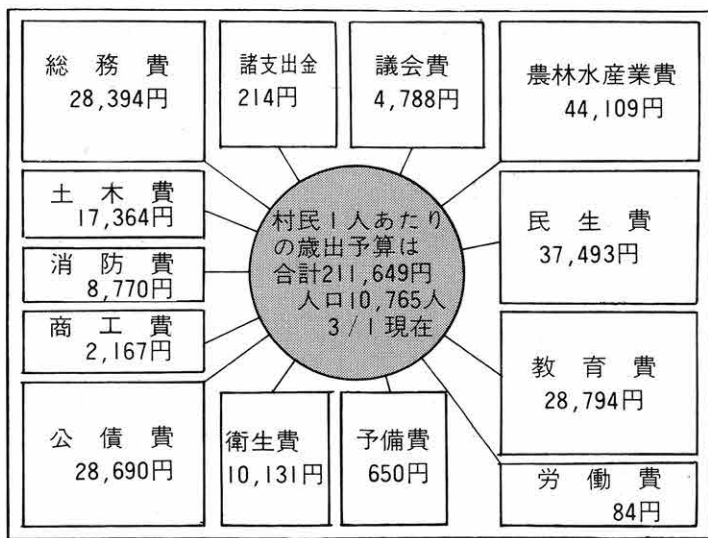 総務費
28,394円
諸支出金
214円
議会費
4,788円
農林水産業費
44,109円
土木費
17,364円
消防費
8,770円
商工費
2,167円
村民1人あたり
の歳出予算は
合計211,649円
人口10,765人
3/1現在
民生費
37,493円
教育費
28,794円
公債費
28,690円
衛生費
10,131円
予備費
650円
労働費
84円